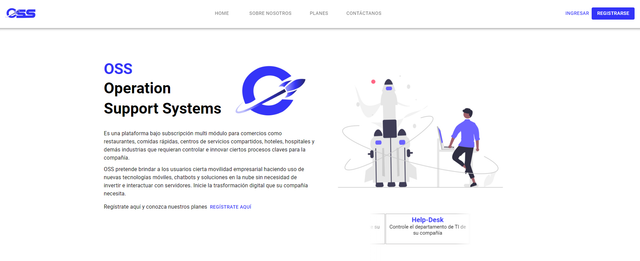 OSS
HOME
SOBRE NOSOTROS
PLANES
CONTÁCTANOS
INGRESAR
REGISTRARSE
OSS
Operation
Support Systems
Es una plataforma bajo subscripción multi módulo para comercios como
restaurantes, comidas rápidas, centros de servicios compartidos, hoteles, hospitales y
demás industrias que requeran controlar e innovar ciertos procesos claves para la
compañía.
OSS pretende brindar a los usuarios cierta movilidad empresarial haciendo uso de
nuevas tecnologías móviles, chatbots y soluciones en la nube sin necesidad de
invertir e interactuar con servidores. Inicie la trasformación digital que su compañía
necesita.
Registrate aquí y conozca nuestros planes REGÍSTRATE AQUÍ
Help-Desk
Controle el departamento de TI de
su compañía